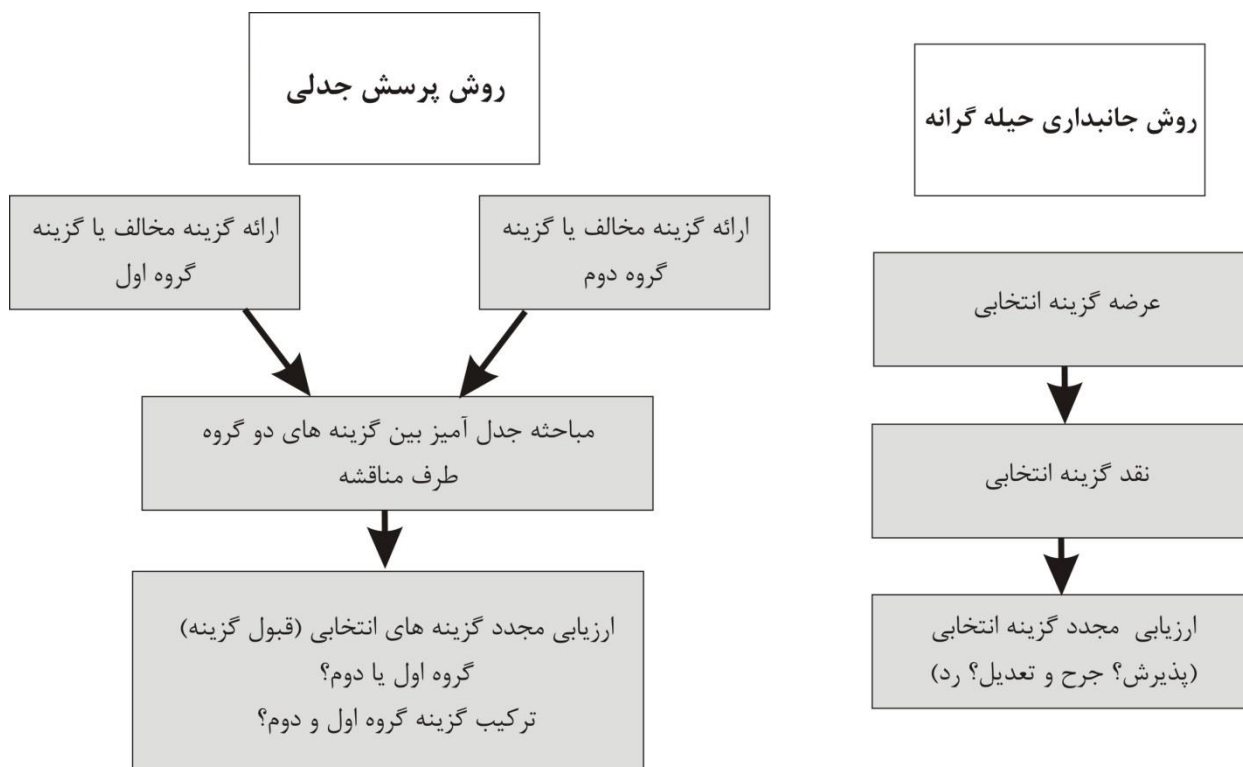 روش پرسش جدلی
روش جانبداری حیله گرانه
ارائه گزینه مخالف یا گزینه
گروه اول
ارائه گزینه مخالف یا گزینه
گروه دوم
مباحثه جدل آمیز بین گزینه های دو گروه
طرف مناقشه
ارزیابی مجدد گزینه های انتخابی (قبول گزینه)
گروه اول یا دوم؟
ترکیب گزینه گروه اول و دوم؟
عرضه گزینه انتخابی
نقد گزینه انتخابی
ارزیابی مجدد گزینه انتخابی
(پذیرش؟ جرح و تعدیل؟ رد)